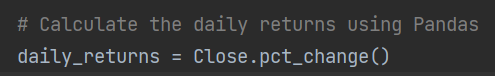 # Calculate the daily returns using Pandas
daily_returns = Close.pct_change()